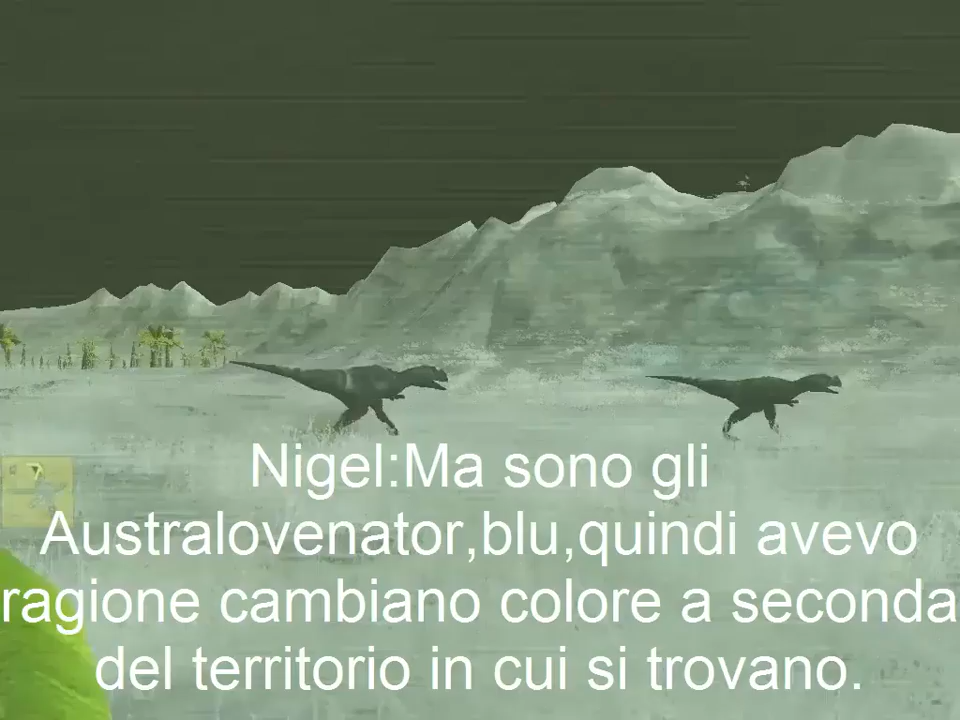 Nigel:Ma sono gli
Australovenator,blu,quindi avevo
ragione cambiano colore a seconda
del territorio in cui si trovano.